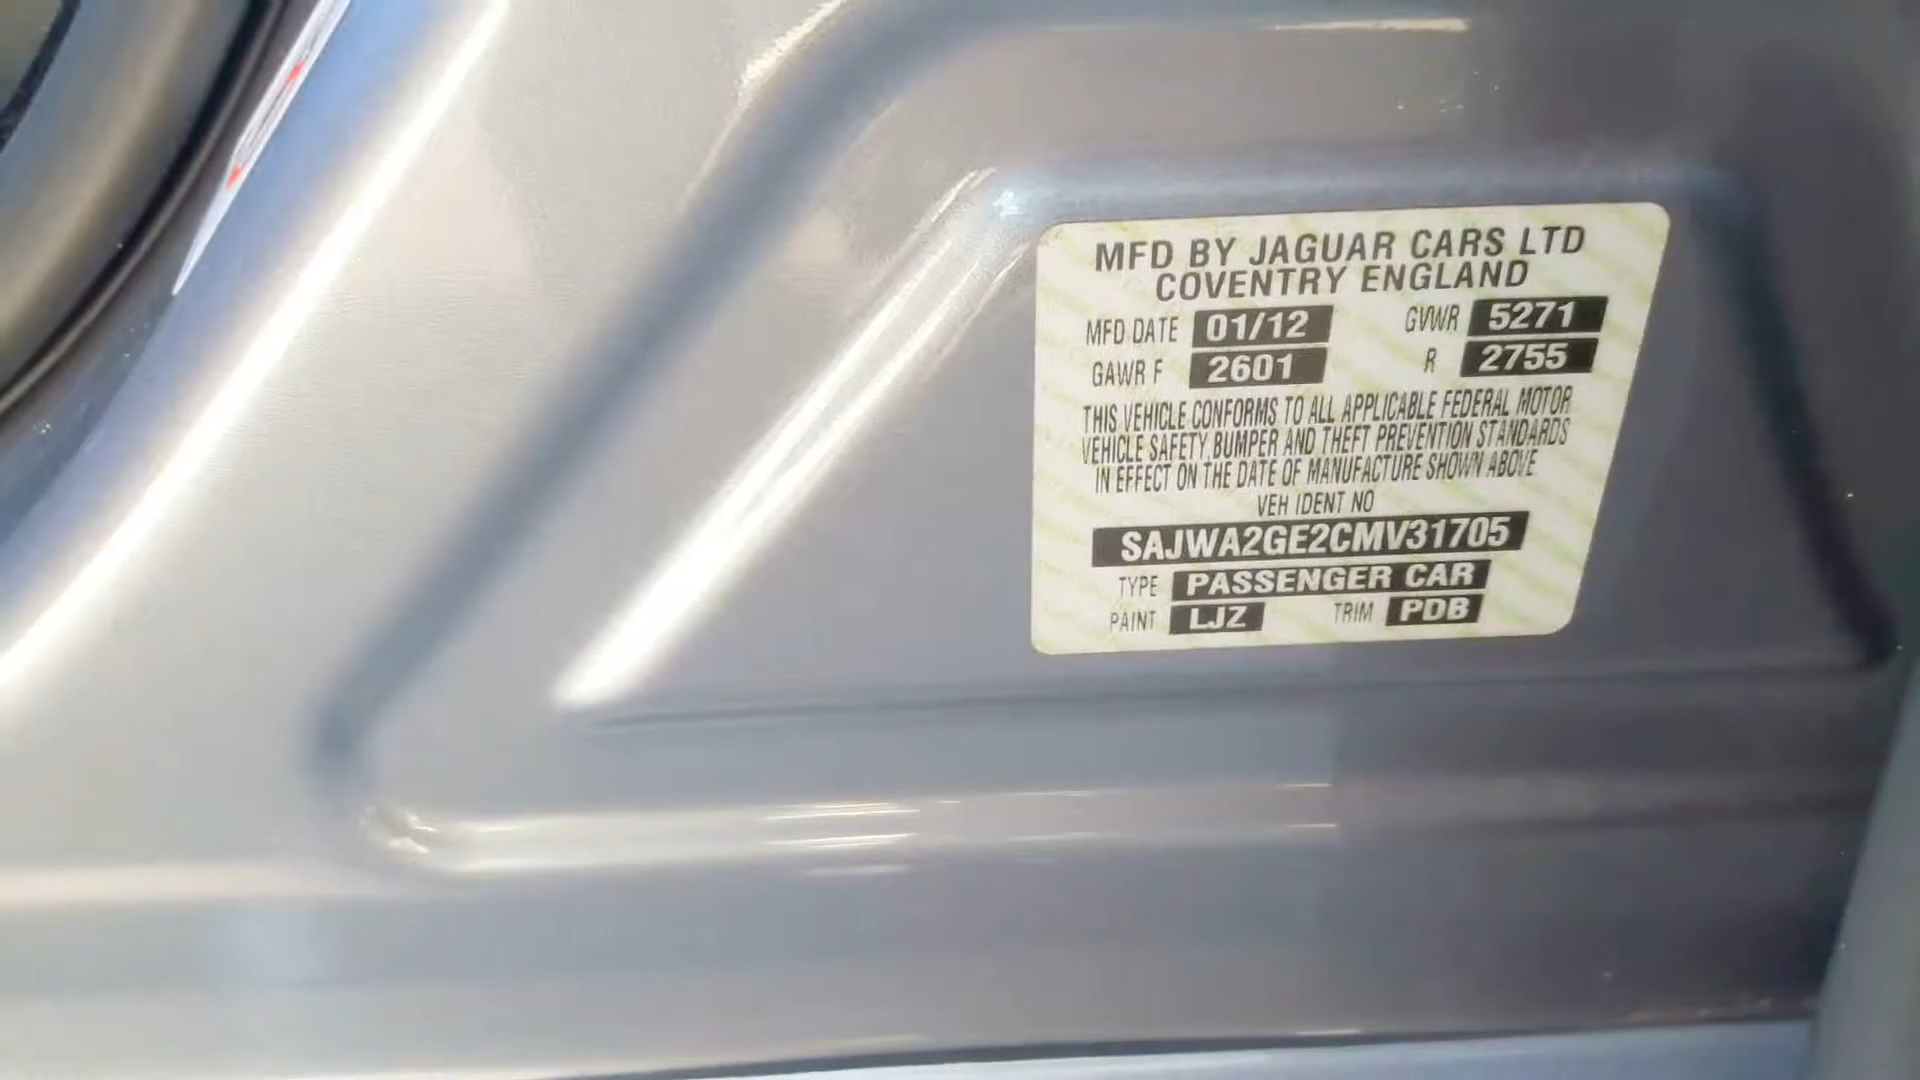 MFD BY JAGUAR CARS LTD
COVENTRY ENGLAND
MFD DATE 01/12 GVWR 5271
GAWR F 2601 R 2755
THIS VEHICLE CONFORMS TO ALL APPLICABLE FEDERAL MOTOR
VEHICLE SAFETY, BUMPER AND THEFT PREVENTION STANDARDS
IN EFFECT ON THE DATE OF MANUFACTURE SHOWN ABOVE
VEH IDENT NO
SAJWA2GE2CMV31705
TYPE PASSENGER CAR
PAINT LJZ TRIM PDB